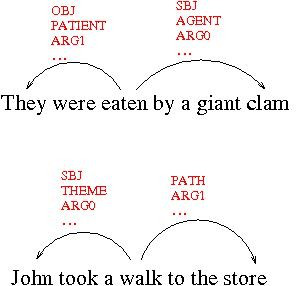 OBJ
PATIENT
ARG1
...
SBJ
AGENT
ARG0
...
They were eaten by a giant clam
SBJ
THEME
ARG0
...
PATH
ARG1
...
John took a walk to the store